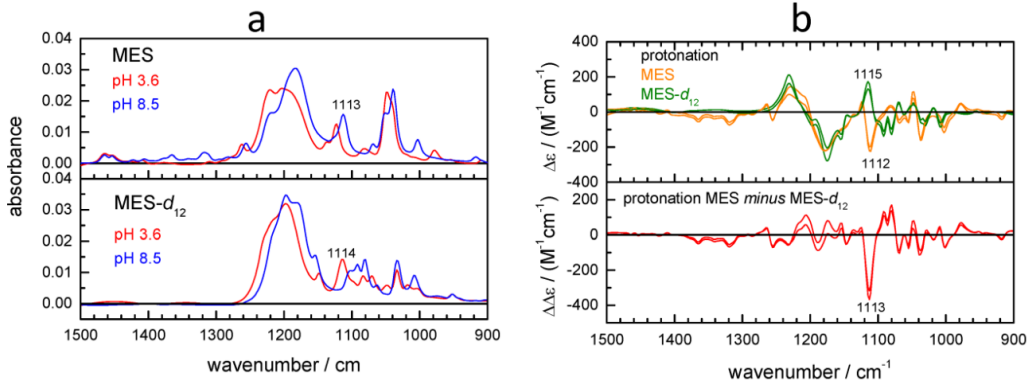 a
0.04
0.03
0.02
0.01
0.00
MES
pH 3.6
pH 8.5
1113
absorbance
0.04
0.03
0.02
0.01
0.00
MES-d12
pH 3.6
pH 8.5
1114
1500 1400 1300 1200 1100 1000 900
wavenumber / cm
b
400
200
0
-200
-400
Δε / (M⁻¹cm⁻¹)
protonation
MES
MES-d12
1115
1112
200
0
-200
-400
ΔΔε / (M⁻¹cm⁻¹)
protonation MES minus MES-d12
1113
1500 1400 1300 1200 1100 1000 900
wavenumber / cm⁻¹